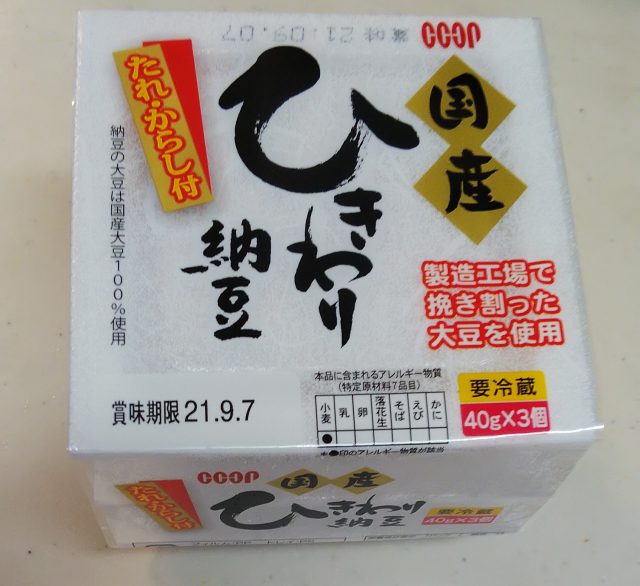 賞味 21.09.07
COOP
たれ・からし付
国産
ひきわり
納豆
納豆の大豆は国産大豆100%使用
製造工場で
挽き割った
大豆を使用
賞味期限 21.9.7
本品に含まれるアレルギー物質
(特定原材料7品目)
小麦 乳 卵 落花生 そば えび かに
●
*●印のアレルギー物質が該当
要冷蔵
40g×3個
COOP
国産
たれ・からし付
ひきわり
納豆
要冷蔵
40g×3個